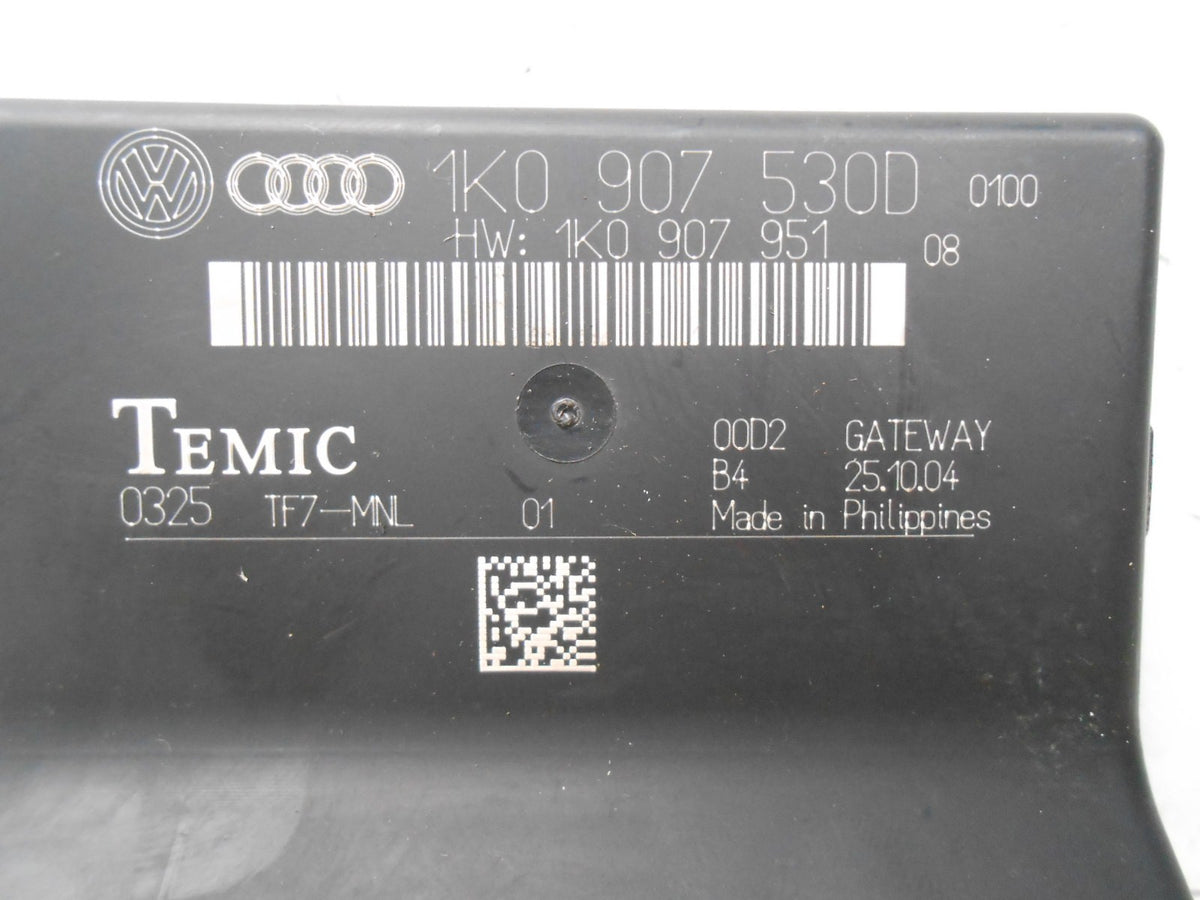 1K0 907 530D 0100
HW: 1K0 907 951 08
TEMIC
00D2 GATEWAY
B4 25.10.04
0325 TF7-MNL 01 Made in Philippines